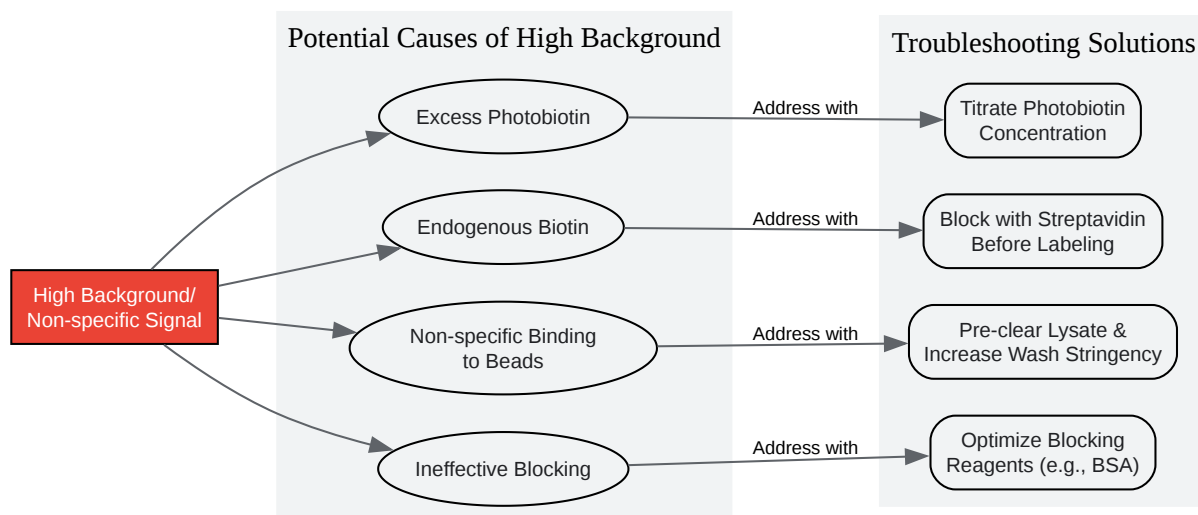 Potential Causes of High Background
Troubleshooting Solutions
High Background/
Non-specific Signal
Excess Photobiotin
Address with
Titrate Photobiotin
Concentration
Endogenous Biotin
Address with
Block with Streptavidin
Before Labeling
Non-specific Binding
to Beads
Address with
Pre-clear Lysate &
Increase Wash Stringency
Ineffective Blocking
Address with
Optimize Blocking
Reagents (e.g., BSA)